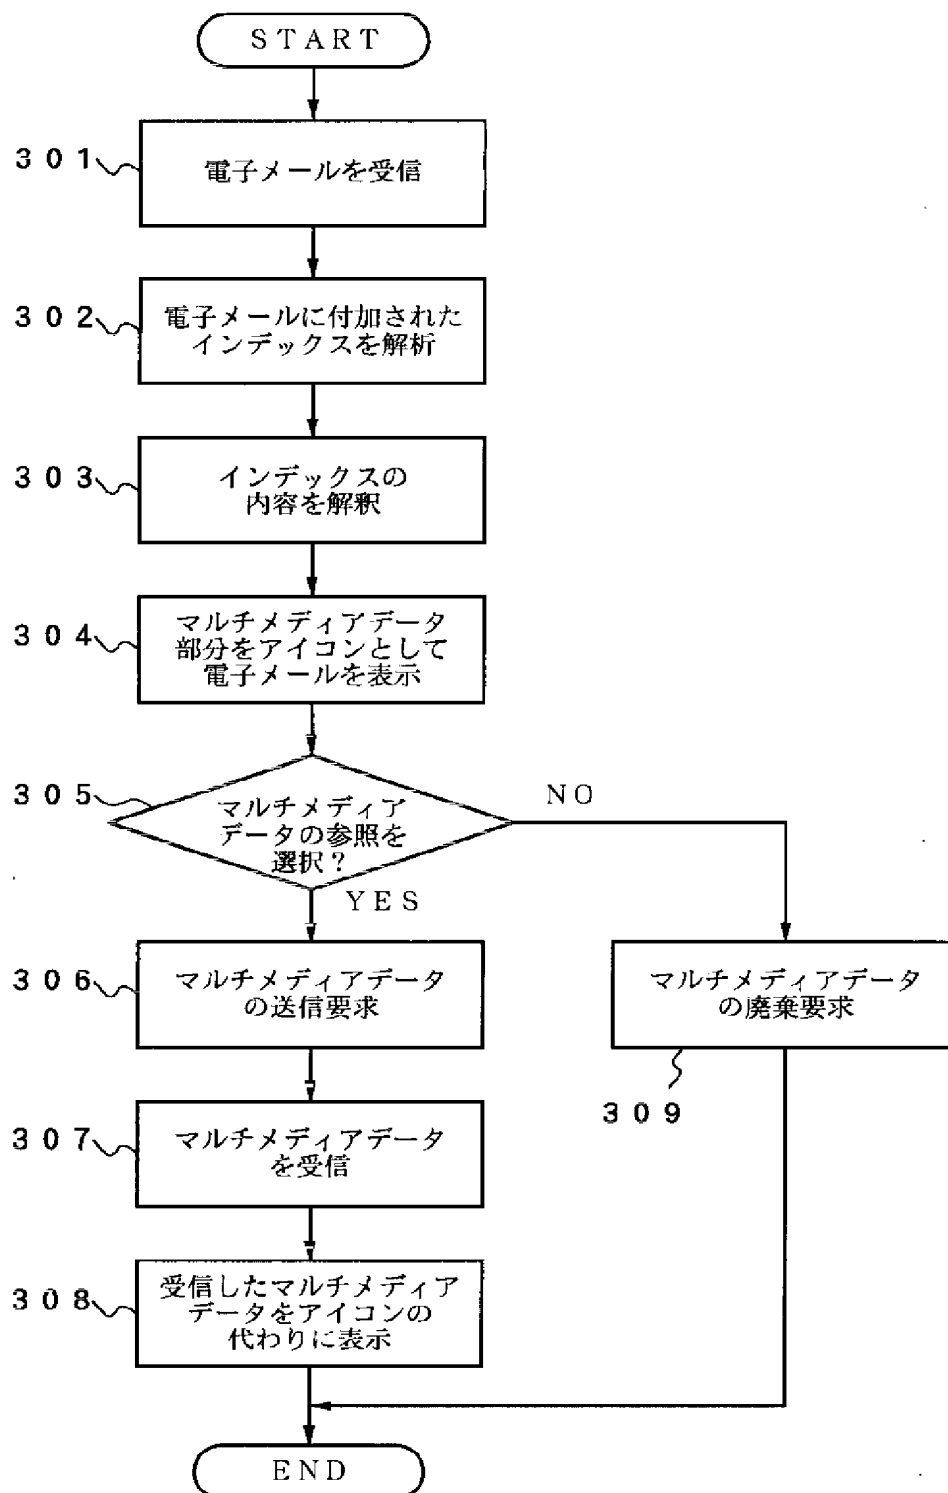 START
301
電子メールを受信
302
電子メールに付加された
インデックスを解析
303
インデックスの
内容を解釈
304
マルチメディアデータ
部分をアイコンとして
電子メールを表示
305
マルチメディア
データの参照を
選択?
NO
YES
306
マルチメディアデータ
の送信要求
マルチメディアデータ
の廃棄要求
309
307
マルチメディアデータ
を受信
308
受信したマルチメディア
データをアイコンの
代わりに表示
END